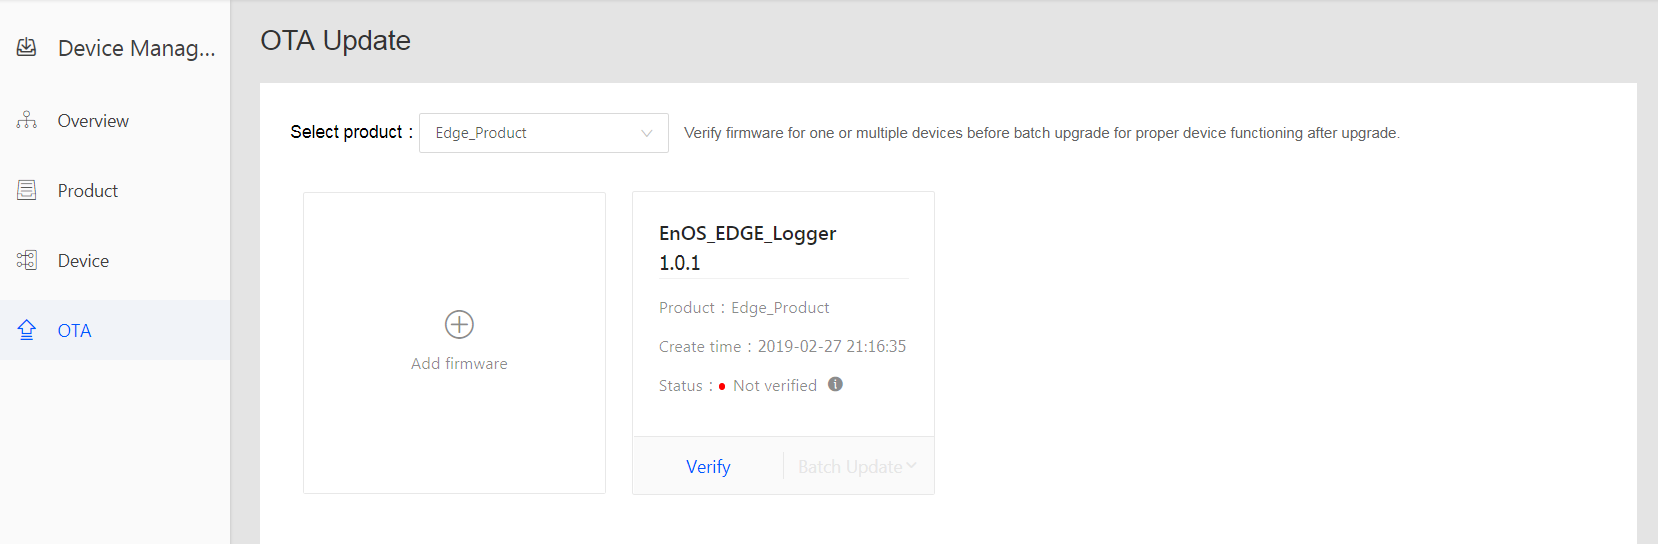 Device Manag...
Overview
Product
Device
OTA
OTA Update
Select product : Edge_Product Verify firmware for one or multiple devices before batch upgrade for proper device functioning after upgrade.
Add firmware
EnOS_EDGE_Logger
1.0.1
Product : Edge_Product
Create time : 2019-02-27 21:16:35
Status : Not verified
Verify Batch Update